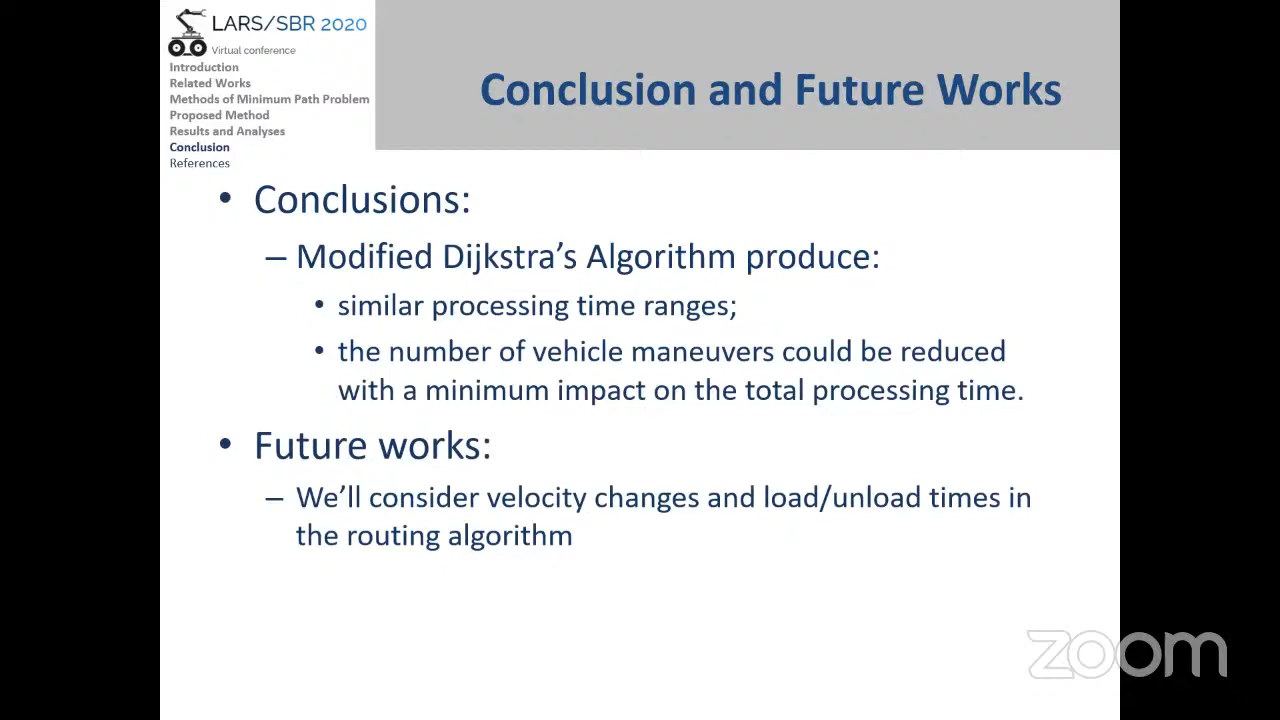 LARS/SBR 2020
Virtual conference
Introduction
Related Works
Methods of Minimum Path Problem
Proposed Method
Results and Analyses
Conclusion
References
Conclusion and Future Works
• Conclusions:
– Modified Dijkstra’s Algorithm produce:
• similar processing time ranges;
• the number of vehicle maneuvers could be reduced
with a minimum impact on the total processing time.
• Future works:
– We’ll consider velocity changes and load/unload times in
the routing algorithm
zoom